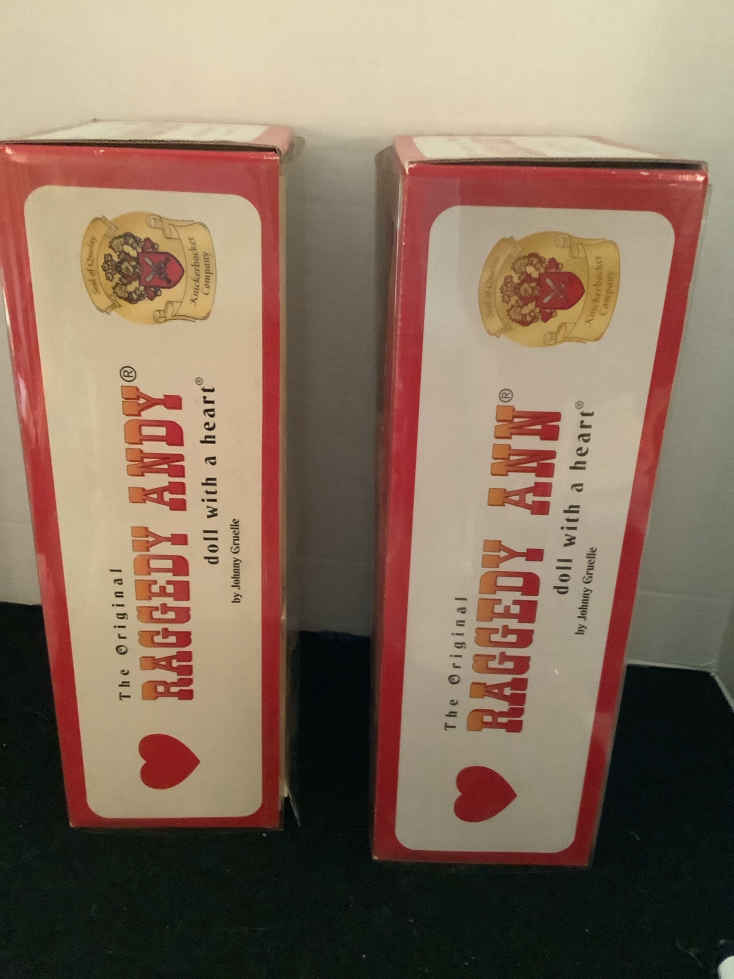 The Original
RAGGEDY ANDY®
doll with a heart®
by Johnny Gruelle
Seal of Quality
Knickerbocker
Company
The Original
RAGGEDY ANN®
doll with a heart®
by Johnny Gruelle
Seal of Quality
Knickerbocker
Company